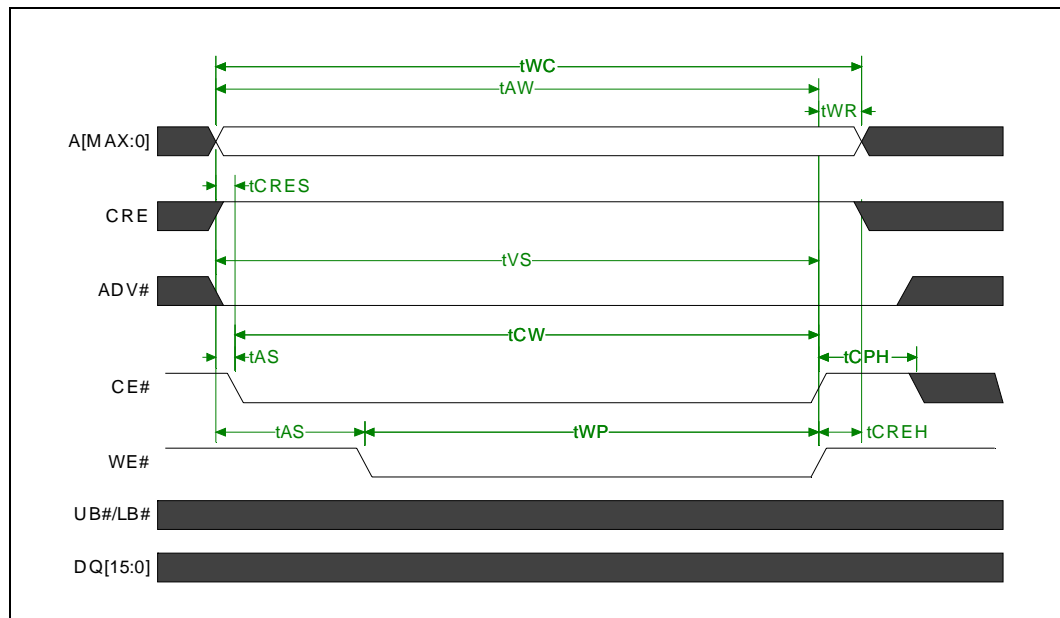 tWC
tAW
tWR
A[MAX:0]
tCRES
CRE
tVS
ADV#
tCW
tAS
tCPH
CE#
tAS
tWP
tCREH
WE#
UB#/LB#
DQ[15:0]